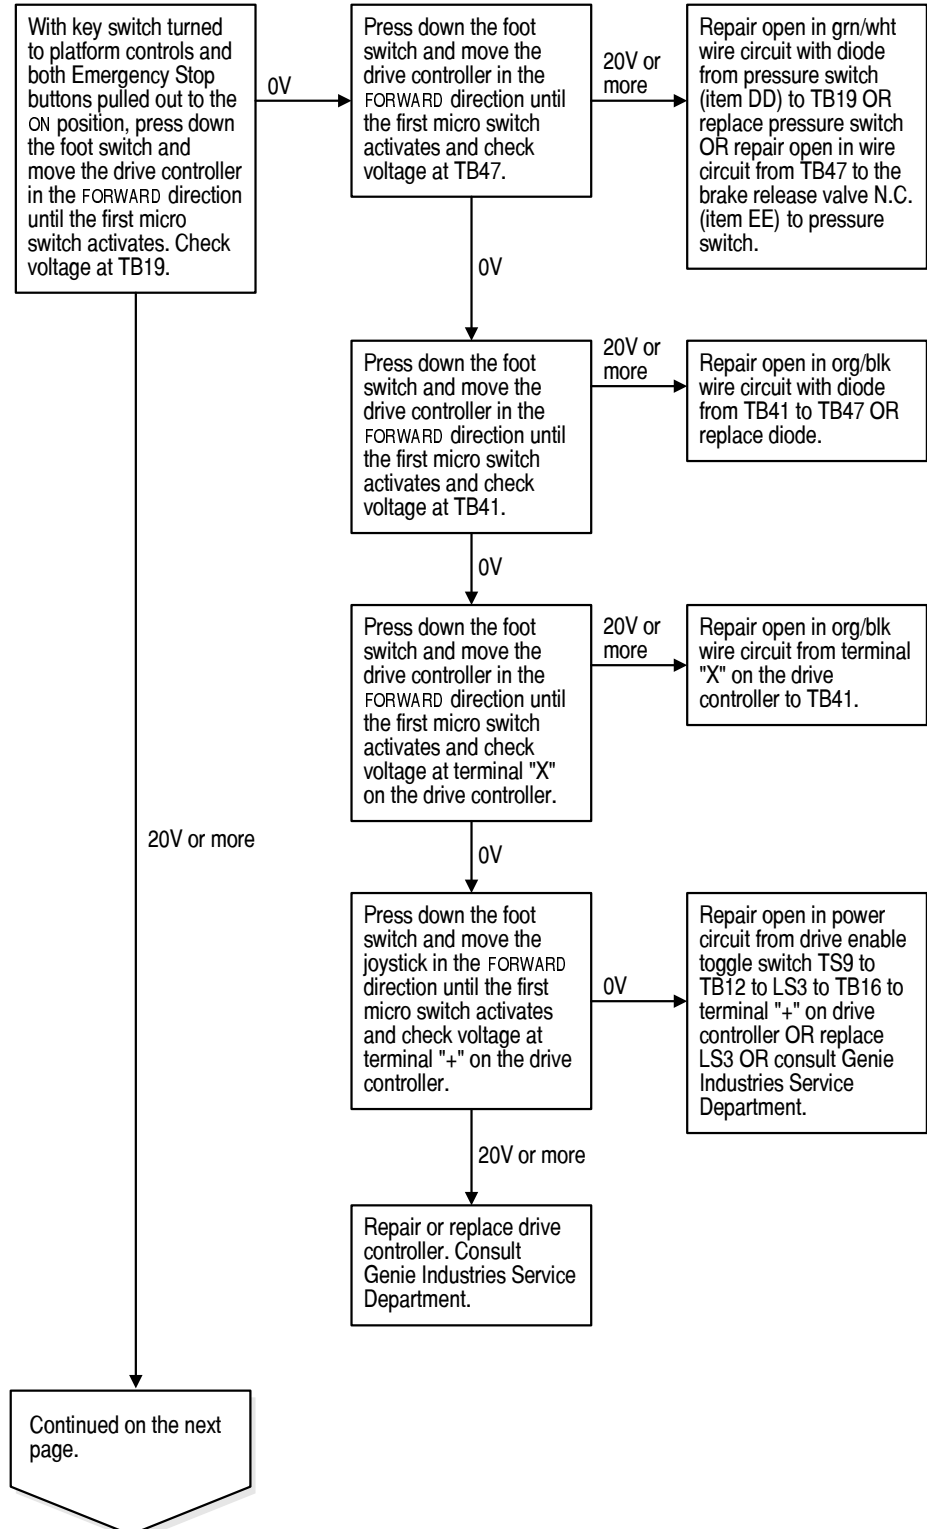 With key switch turned
to platform controls and
both Emergency Stop
buttons pulled out to the
ON position, press down
the foot switch and
move the drive controller
in the FORWARD direction
until the first micro
switch activates. Check
voltage at TB19.
0V
Press down the foot
switch and move the
drive controller in the
FORWARD direction until
the first micro switch
activates and check
voltage at TB47.
20V or
more
Repair open in grn/wht
wire circuit with diode
from pressure switch
(item DD) to TB19 OR
replace pressure switch
OR repair open in wire
circuit from TB47 to the
brake release valve N.C.
(item EE) to pressure
switch.
0V
Press down the foot
switch and move the
drive controller in the
FORWARD direction until
the first micro switch
activates and check
voltage at TB41.
20V or
more
Repair open in org/blk
wire circuit with diode
from TB41 to TB47 OR
replace diode.
0V
Press down the foot
switch and move the
drive controller in the
FORWARD direction until
the first micro switch
activates and check
voltage at terminal "X"
on the drive controller.
20V or
more
Repair open in org/blk
wire circuit from terminal
"X" on the drive
controller to TB41.
20V or more
0V
Press down the foot
switch and move the
joystick in the FORWARD
direction until the first
micro switch activates
and check voltage at
terminal "+" on the drive
controller.
0V
Repair open in power
circuit from drive enable
toggle switch TS9 to
TB12 to LS3 to TB16 to
terminal "+" on drive
controller OR replace
LS3 OR consult Genie
Industries Service
Department.
20V or more
Repair or replace drive
controller. Consult
Genie Industries Service
Department.
Continued on the next
page.